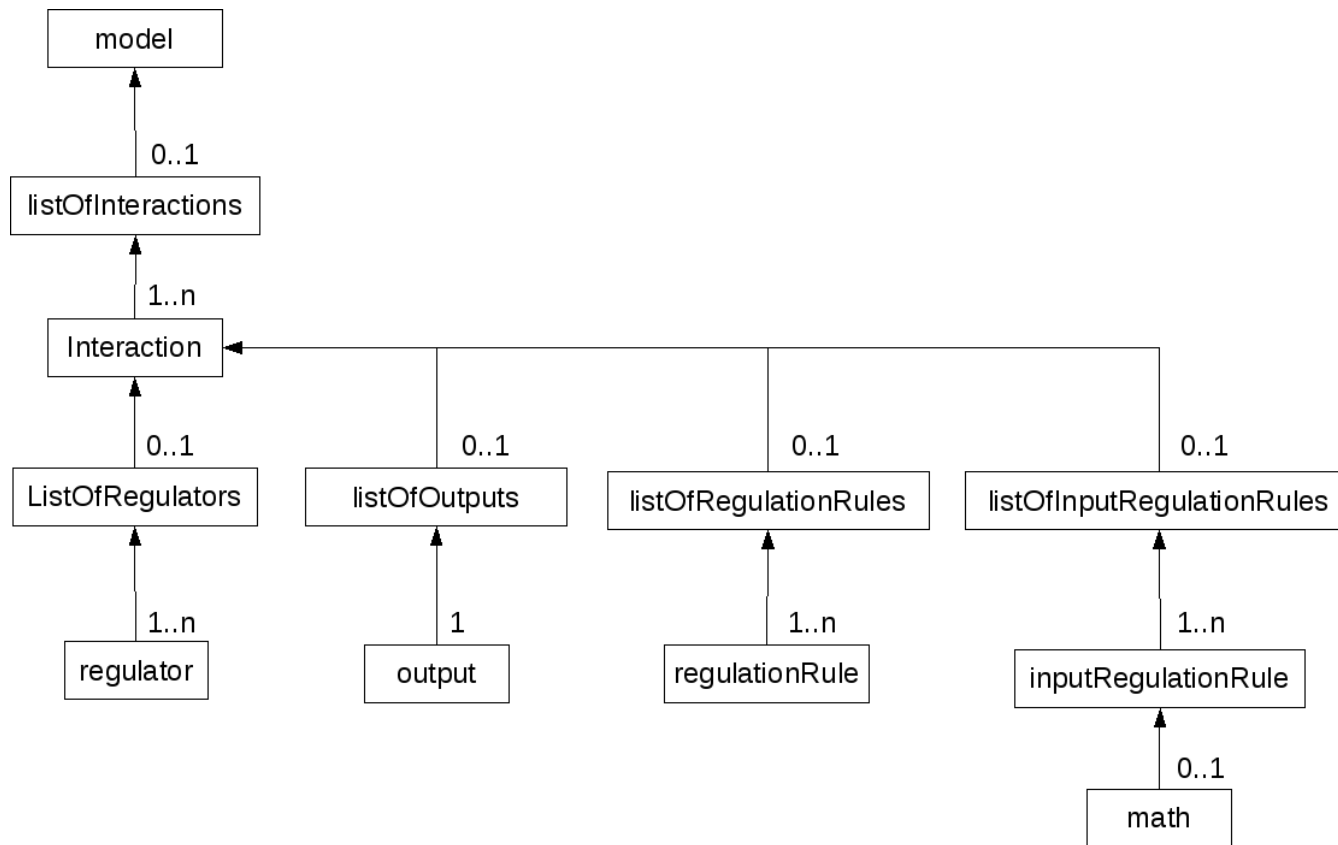 model
0..1
listOfInteractions
1..n
Interaction
0..1
0..1
0..1
0..1
ListOfRegulators
listOfOutputs
listOfRegulationRules
listOfInputRegulationRules
1..n
1
1..n
1..n
regulator
output
regulationRule
inputRegulationRule
0..1
math